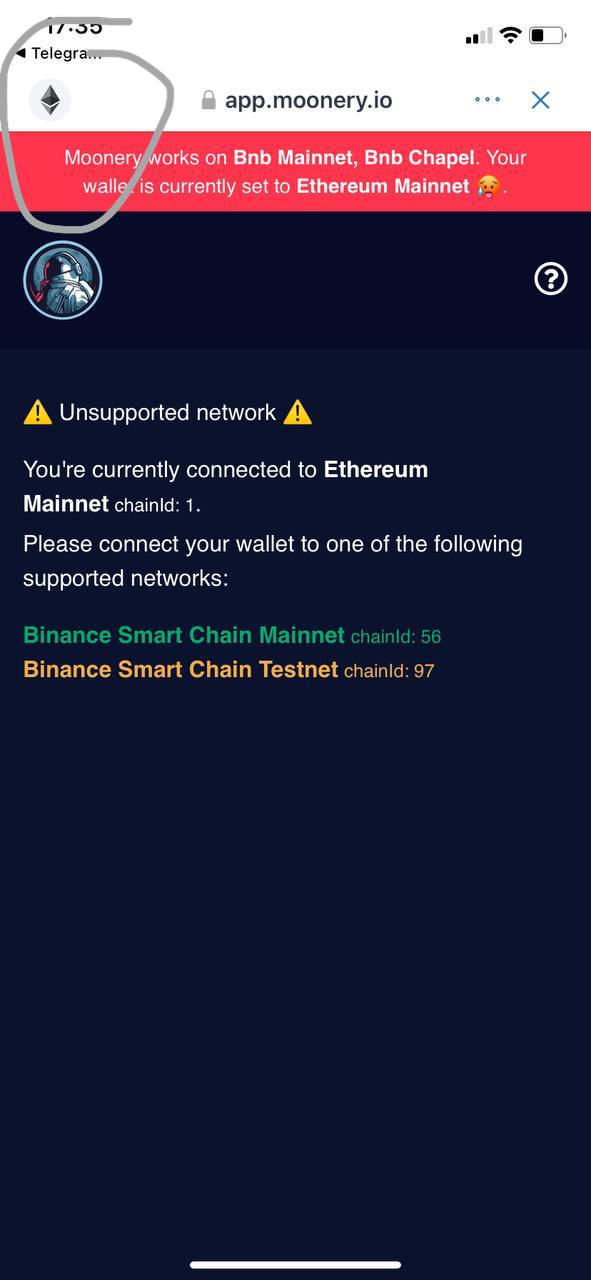 17:35
◀ Telegra...
app.moonery.io
Moonery works on Bnb Mainnet, Bnb Chapel. Your
wallet is currently set to Ethereum Mainnet 🥵.
⚠️ Unsupported network ⚠️
You're currently connected to Ethereum
Mainnet chainId: 1.
Please connect your wallet to one of the following
supported networks:
Binance Smart Chain Mainnet chainId: 56
Binance Smart Chain Testnet chainId: 97